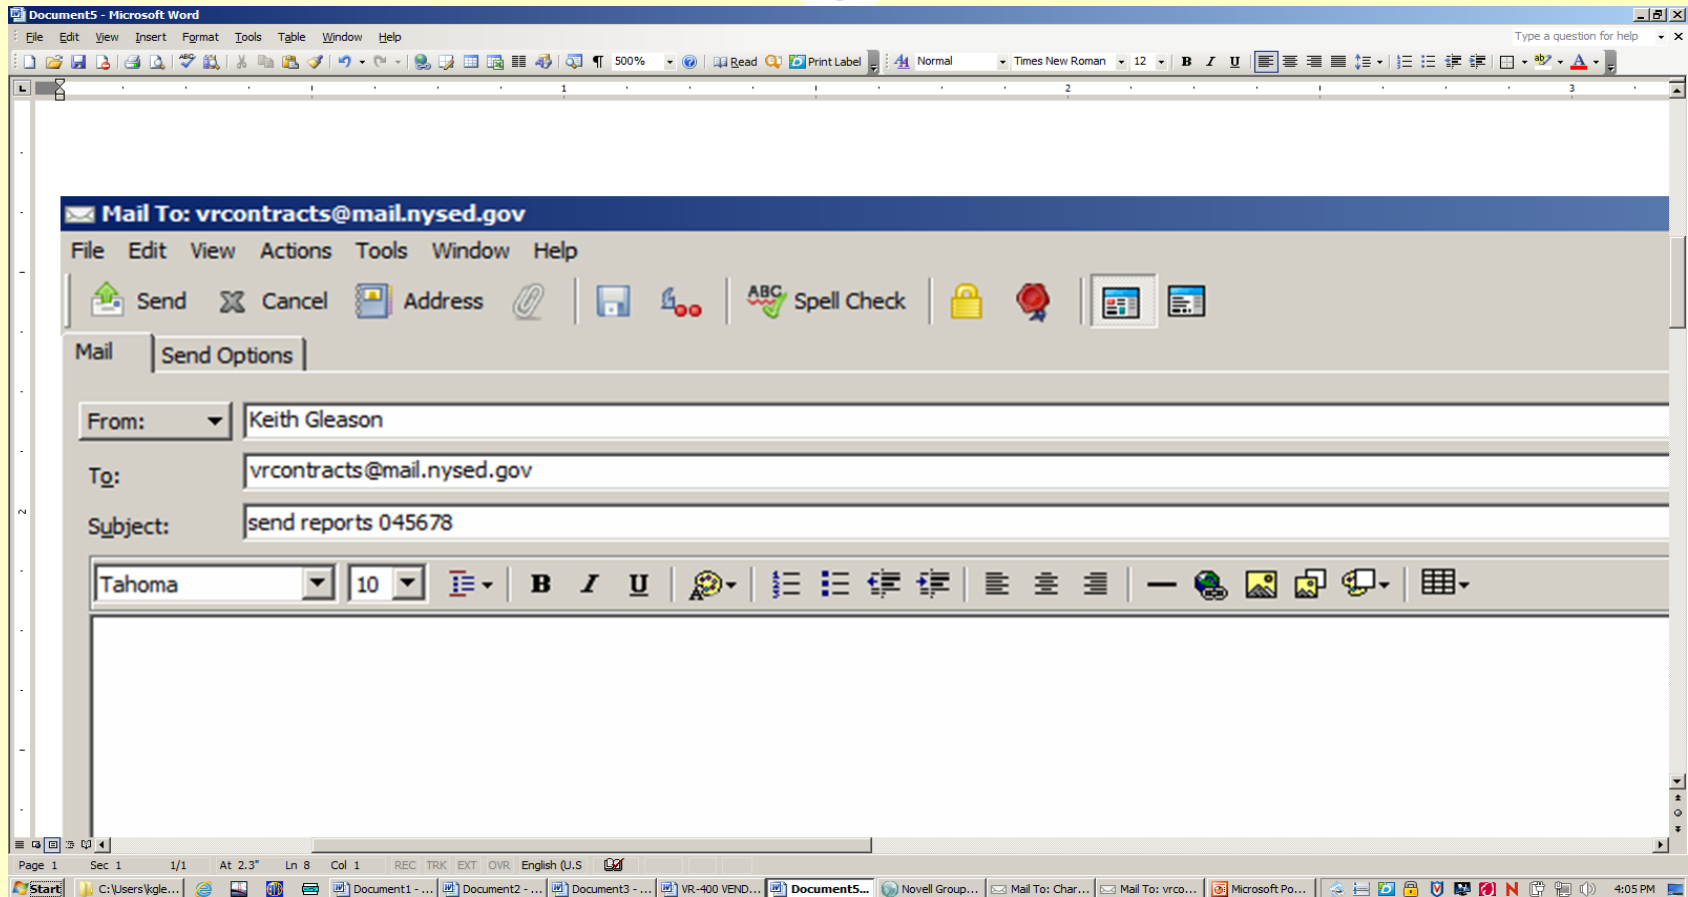 Document5 - Microsoft Word
File Edit View Insert Format Tools Table Window Help Type a question for help
500% Read Print Label Normal Times New Roman 12 B I U
1 2 3
Mail To: vrcontracts@mail.nysed.gov
File Edit View Actions Tools Window Help
Send Cancel Address ABC Spell Check
Mail Send Options
From: Keith Gleason
To: vrcontracts@mail.nysed.gov
Subject: send reports 045678
Tahoma 10 B I U
2
Page 1 Sec 1 1/1 At 2.3" Ln 8 Col 1 REC TRK EXT OVR English (U.S
Start C:\Users\kgle... Document1 - ... Document2 - ... Document3 - ... VR-400 VEND... Document5... Novell Group... Mail To: Char... Mail To: vrco... Microsoft Po... N 4:05 PM